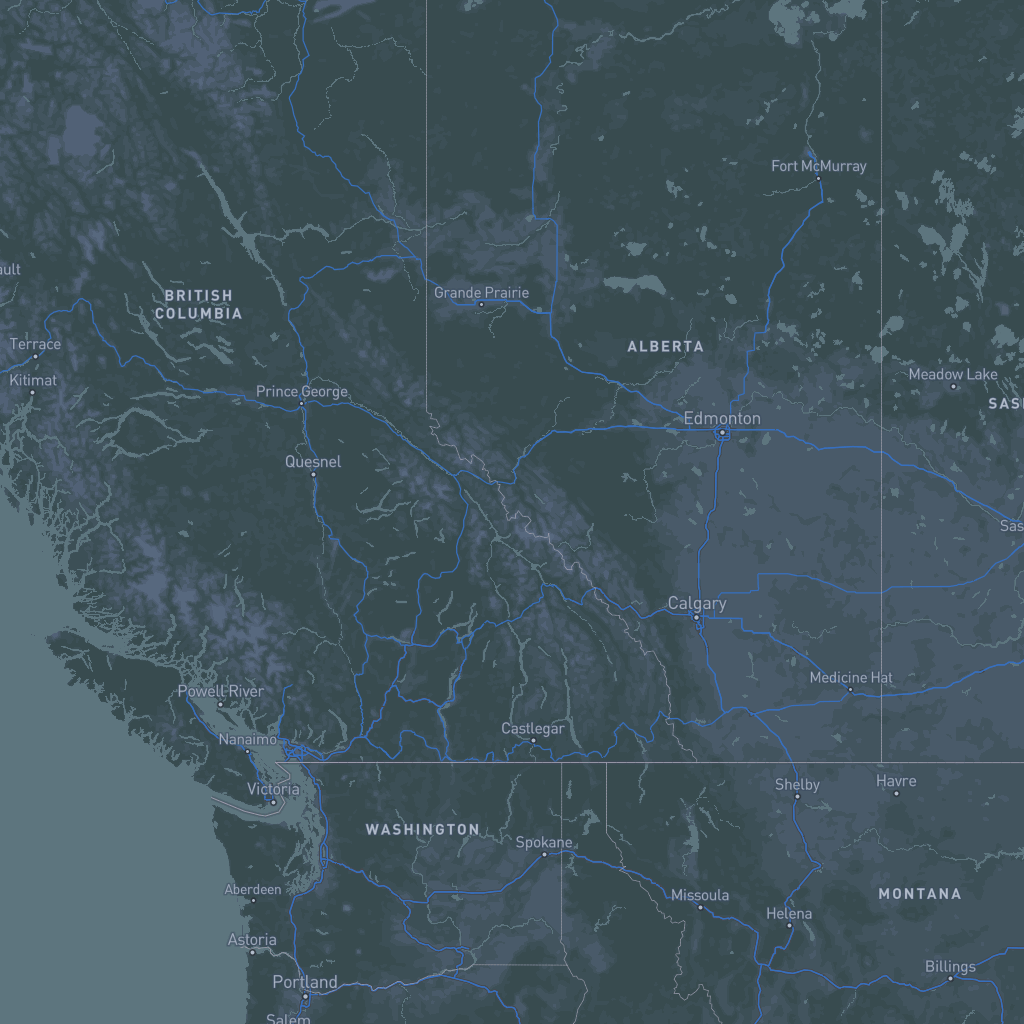 Fort McMurray
ault
BRITISH
COLUMBIA
Grande Prairie
Terrace
ALBERTA
Kitimat
Meadow Lake
Prince George
SAS
Edmonton
Quesnel
Sas
Calgary
Medicine Hat
Powell River
Castlegar
Nanaimo
Victoria
Shelby
Havre
WASHINGTON
Spokane
Aberdeen
Missoula
MONTANA
Helena
Astoria
Billings
Portland
Salem